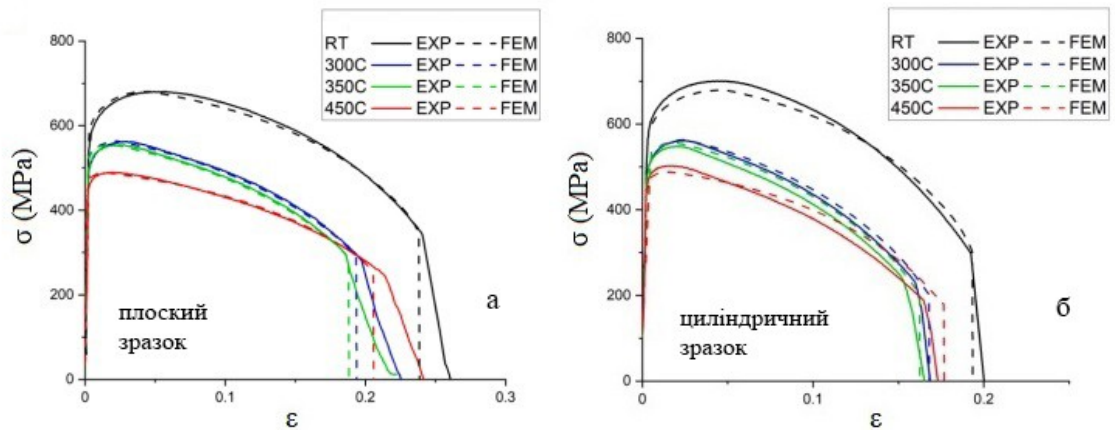 RT EXP FEM
300C EXP FEM
350C EXP FEM
450C EXP FEM
800
600
400
200
0
σ (MPa)
плоский
зразок
а
0 0.1 0.2 0.3
ε
RT EXP FEM
300C EXP FEM
350C EXP FEM
450C EXP FEM
800
600
400
200
0
σ (MPa)
циліндричний
зразок
б
0 0.1 0.2
ε